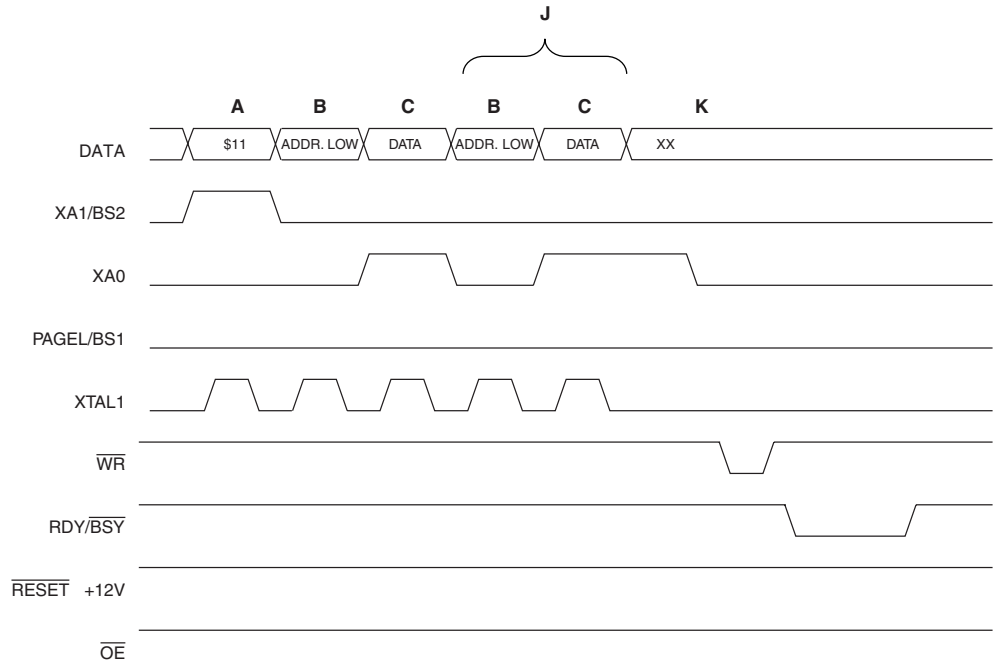 J
A B C B C K
DATA $11 ADDR. LOW DATA ADDR. LOW DATA XX
XA1/BS2
XA0
PAGEL/BS1
XTAL1
WR
RDY/BSY
RESET +12V
OE